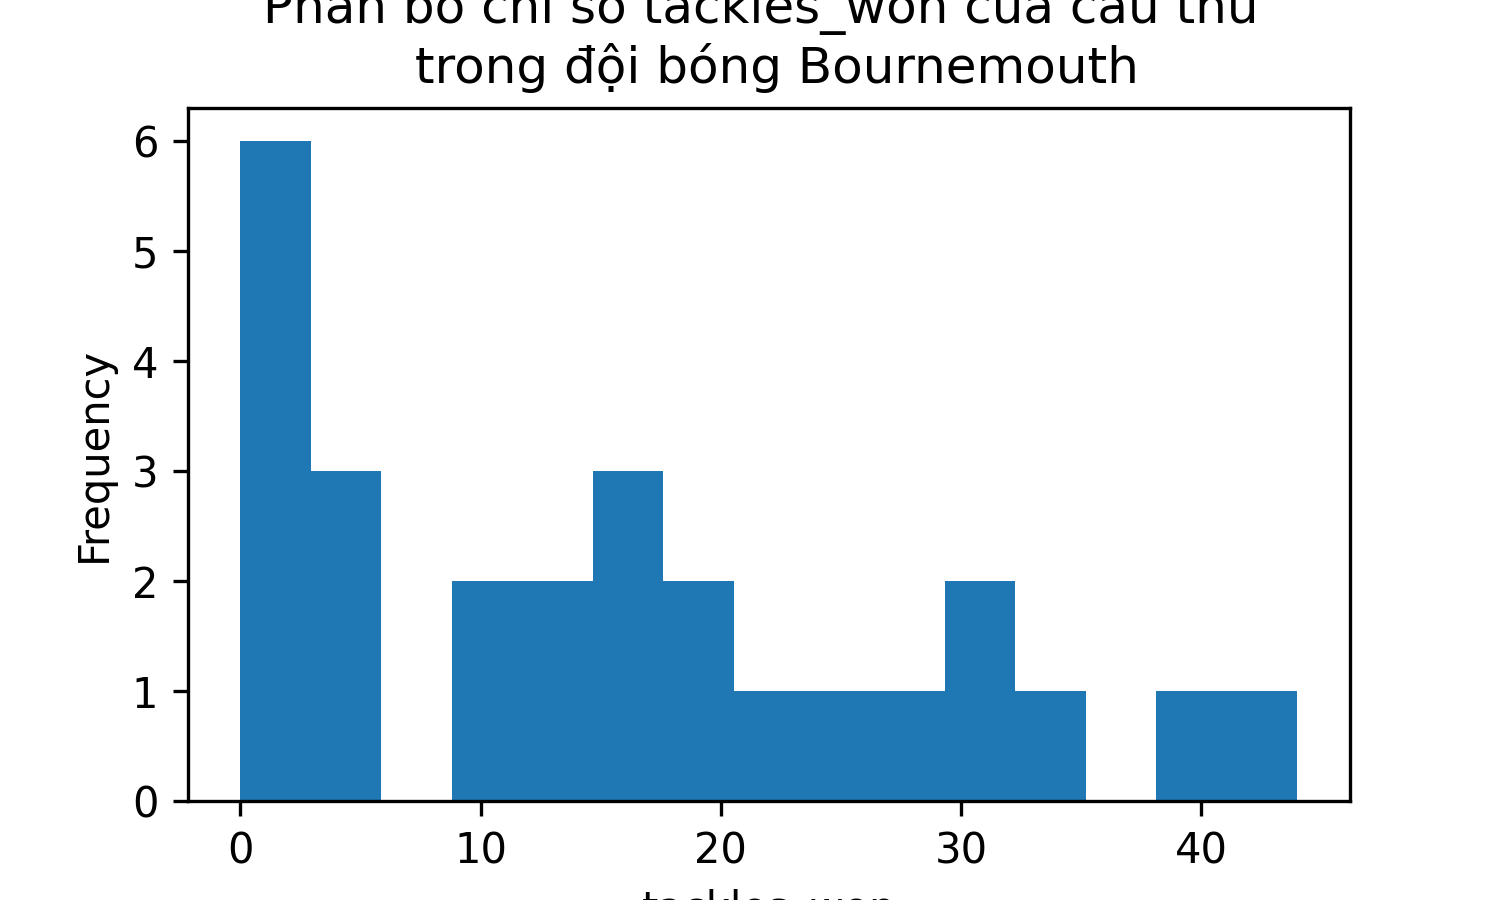 Phân bố chỉ số tackles_won của cầu thủ
trong đội bóng Bournemouth
6
5
4
3
2
1
0
Frequency
0 10 20 30 40
tackles_won